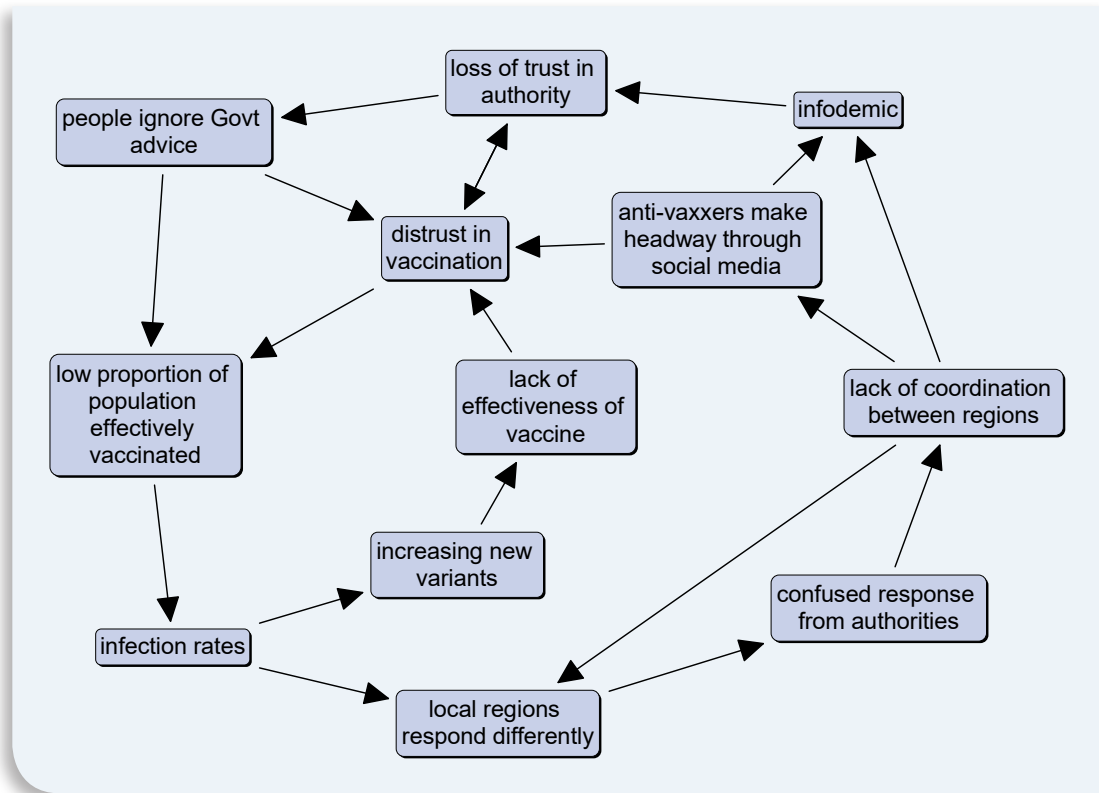 loss of trust in
authority
people ignore Govt
advice
infodemic
anti-vaxxers make
headway through
social media
distrust in
vaccination
low proportion of
population
effectively
vaccinated
lack of
effectiveness of
vaccine
lack of coordination
between regions
increasing new
variants
confused response
from authorities
infection rates
local regions
respond differently